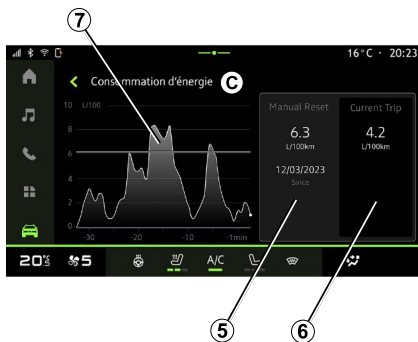 7
16°C · 20:23
Consommation d'énergie
C
10 L/100
8
6
4
2
0
-30 -20 -10 -1min
Manual Reset
6.3
L/100km
12/03/2023
Since
Current Trip
4.2
L/100km
20°5 5 A/C
5
6